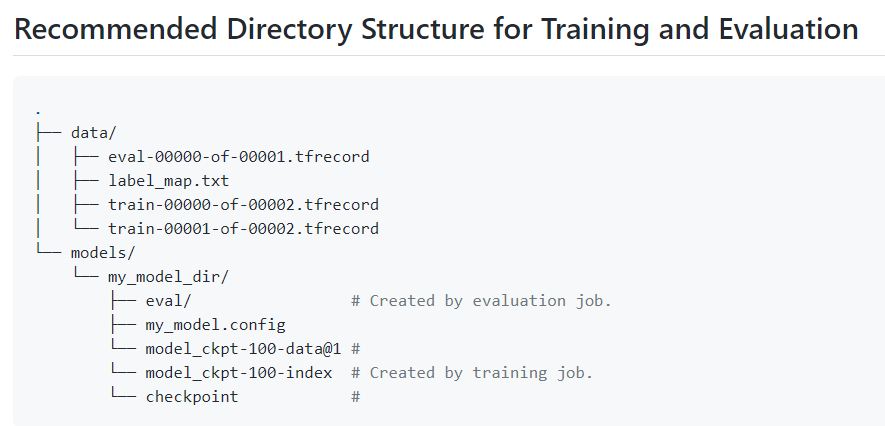 Recommended Directory Structure for Training and Evaluation
.
├── data/
│   ├── eval-00000-of-00001.tfrecord
│   ├── label_map.txt
│   ├── train-00000-of-00002.tfrecord
│   └── train-00001-of-00002.tfrecord
└── models/
    └── my_model_dir/
        ├── eval/                 # Created by evaluation job.
        ├── my_model.config
        └── model_ckpt-100-data@1 #
        └── model_ckpt-100-index  # Created by training job.
        └── checkpoint            #